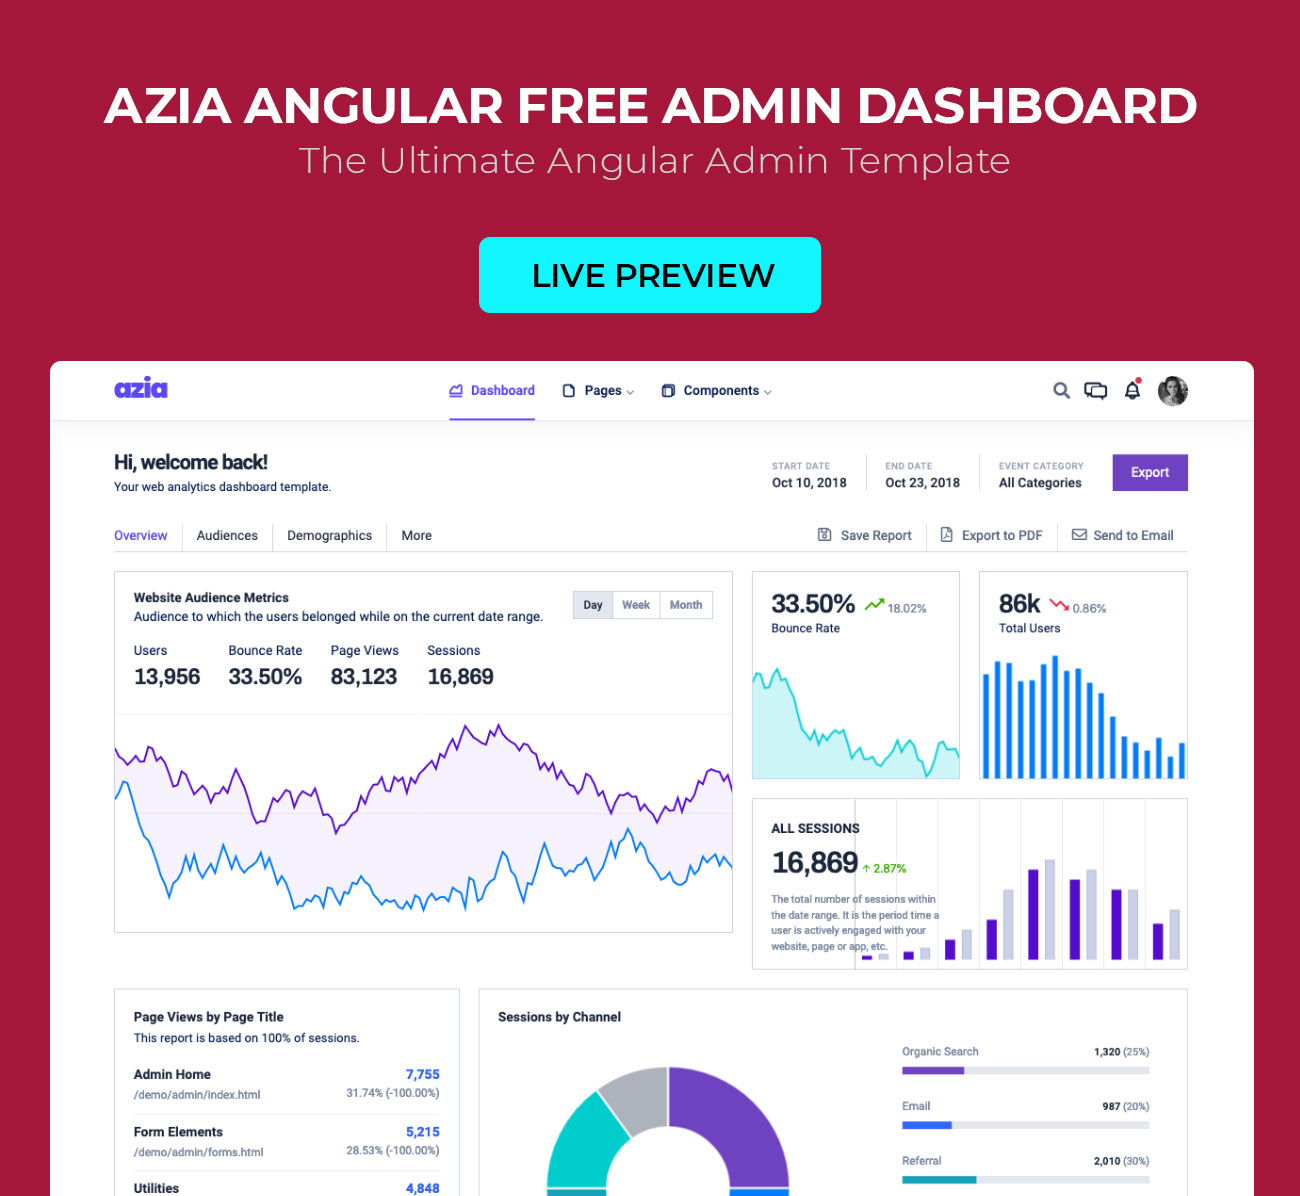 AZIA ANGULAR FREE ADMIN DASHBOARD
The Ultimate Angular Admin Template
LIVE PREVIEW
azia
Dashboard
Pages
Components
Hi, welcome back!
Your web analytics dashboard template.
START DATE
Oct 10, 2018
END DATE
Oct 23, 2018
EVENT CATEGORY
All Categories
Export
Overview
Audiences
Demographics
More
Save Report
Export to PDF
Send to Email
Website Audience Metrics
Audience to which the users belonged while on the current date range.
Day
Week
Month
Users
13,956
Bounce Rate
33.50%
Page Views
83,123
Sessions
16,869
33.50% 18.02%
Bounce Rate
86k 0.86%
Total Users
ALL SESSIONS
16,869 ↑ 2.87%
The total number of sessions within
the date range. It is the period time a
user is actively engaged with your
website, page or app, etc.
Page Views by Page Title
This report is based on 100% of sessions.
Admin Home 7,755
/demo/admin/index.html 31.74% (-100.00%)
Form Elements 5,215
/demo/admin/forms.html 28.53% (-100.00%)
Utilities 4,848
Sessions by Channel
Organic Search 1,320 (25%)
Email 987 (20%)
Referral 2,010 (30%)